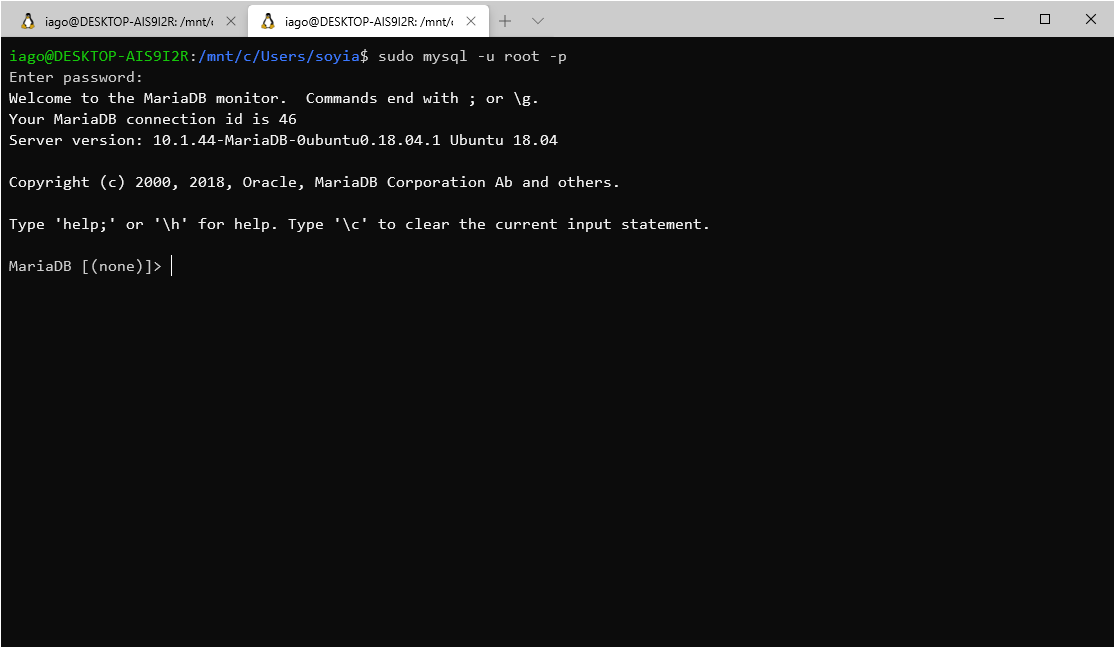 iago@DESKTOP-AIS9I2R: /mnt/c
iago@DESKTOP-AIS9I2R: /mnt/c
iago@DESKTOP-AIS9I2R:/mnt/c/Users/soyia$ sudo mysql -u root -p
Enter password:
Welcome to the MariaDB monitor.  Commands end with ; or \g.
Your MariaDB connection id is 46
Server version: 10.1.44-MariaDB-0ubuntu0.18.04.1 Ubuntu 18.04
Copyright (c) 2000, 2018, Oracle, MariaDB Corporation Ab and others.
Type 'help;' or '\h' for help. Type '\c' to clear the current input statement.
MariaDB [(none)]>